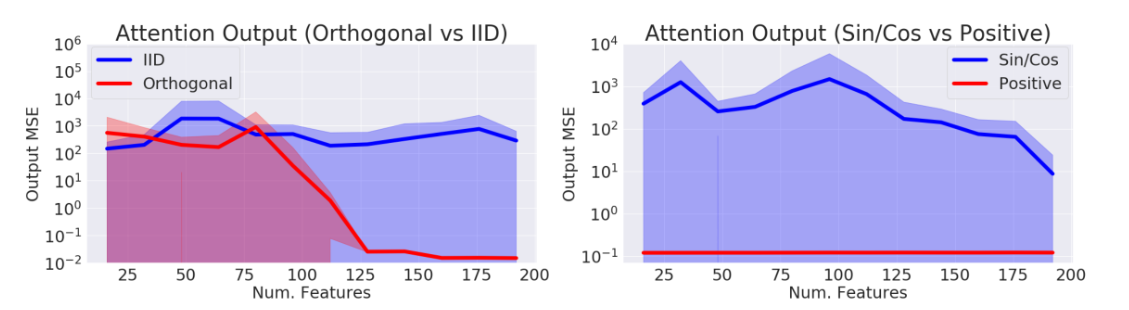 Attention Output (Orthogonal vs IID)
10^6
10^5
10^4
10^3
10^2
10^1
10^0
10^-1
10^-2
Output MSE
IID
Orthogonal
25 50 75 100 125 150 175 200
Num. Features
Attention Output (Sin/Cos vs Positive)
10^4
10^3
10^2
10^1
10^0
10^-1
Output MSE
Sin/Cos
Positive
25 50 75 100 125 150 175 200
Num. Features